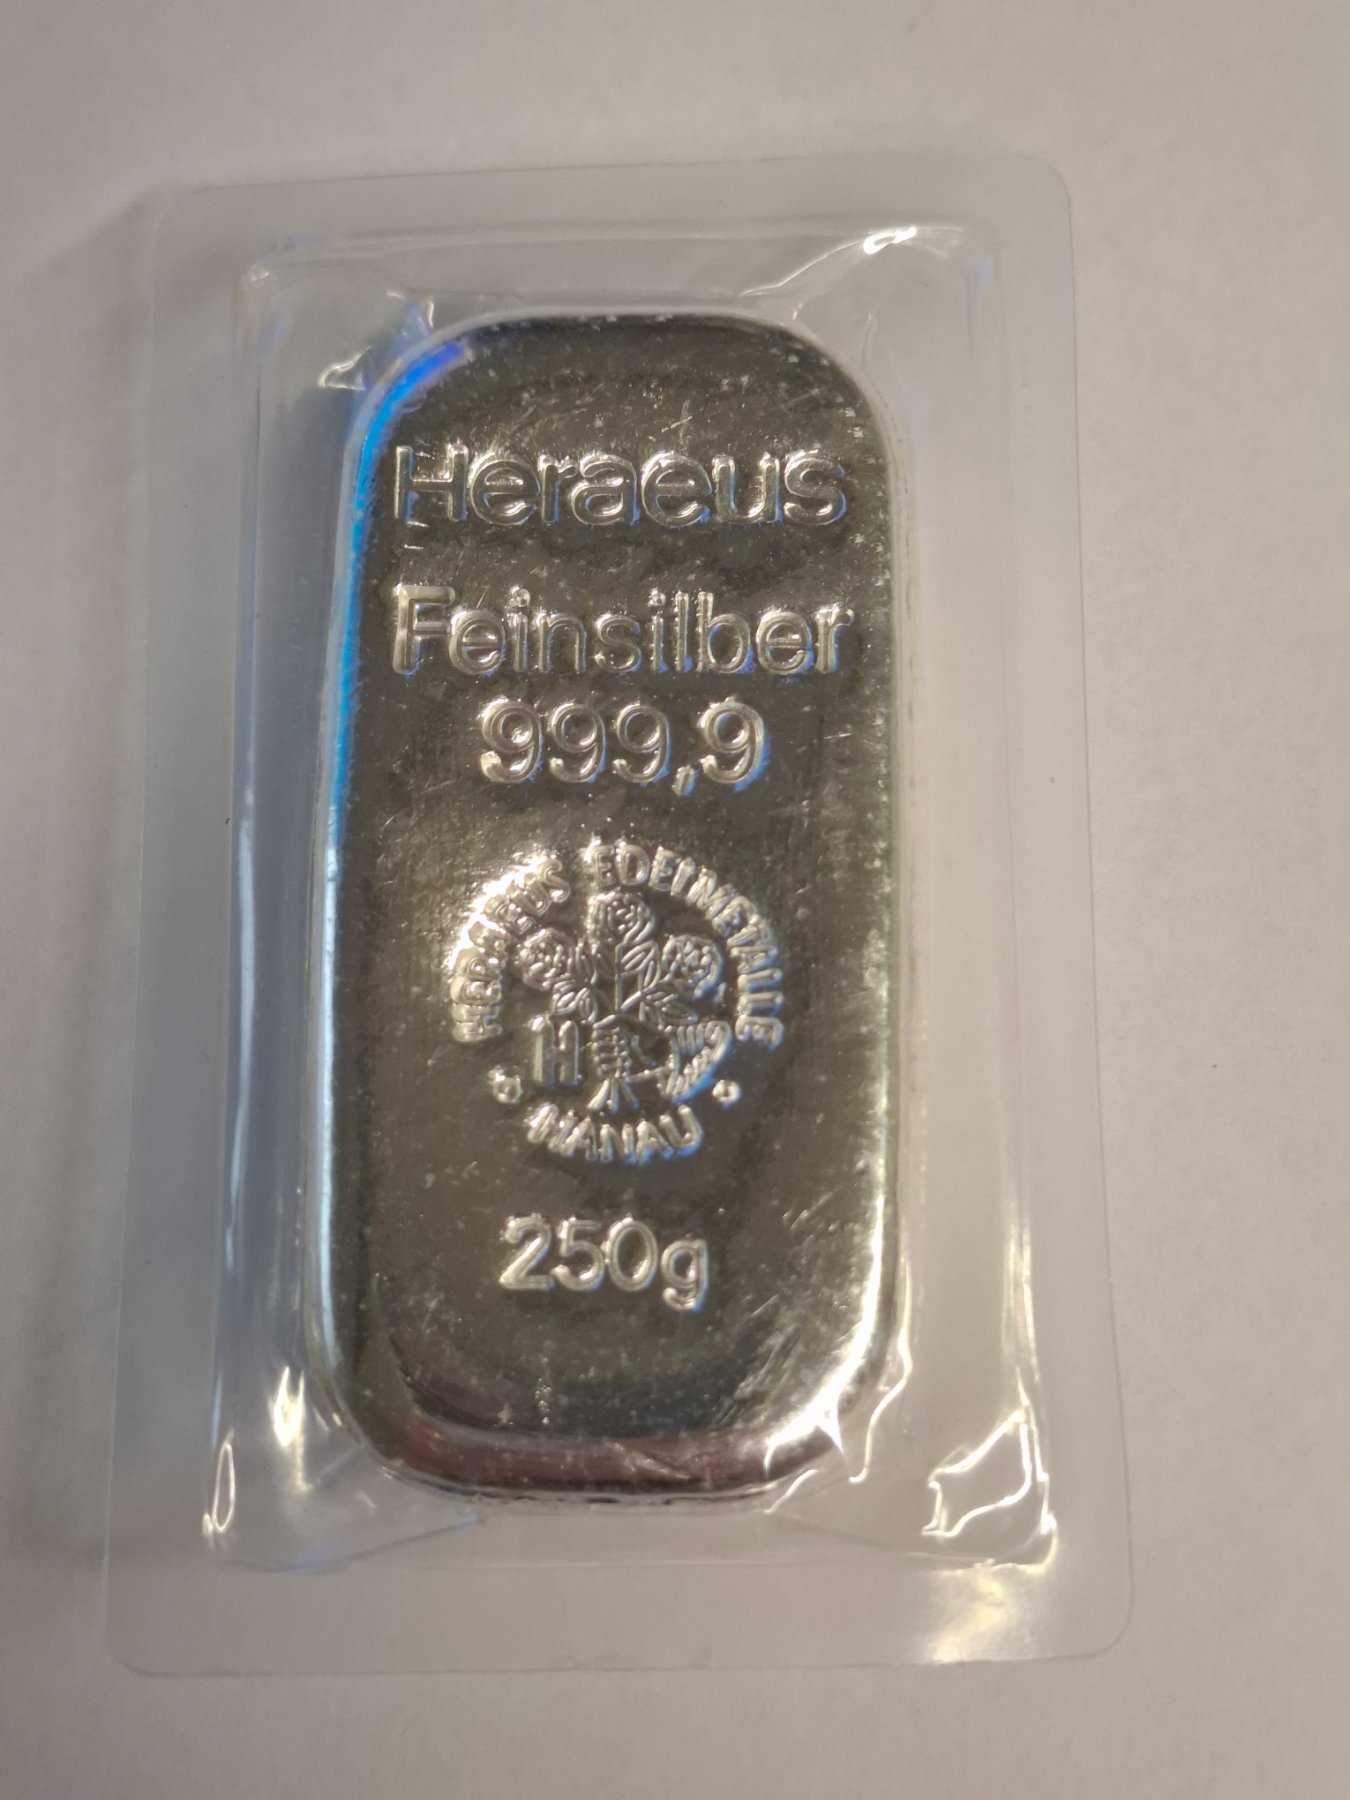 Heraeus
Feinsilber
999,9
HERAEUS EDELMETALLE
H
HANAU
250g